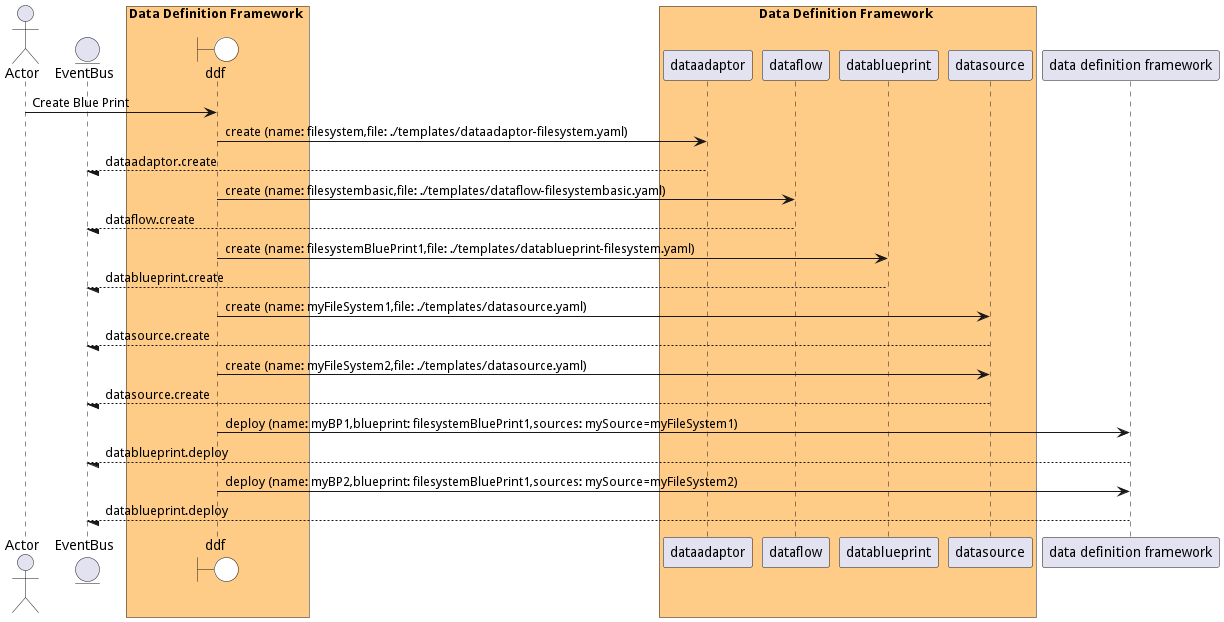 Data Definition Framework
Data Definition Framework
Actor
EventBus
ddf
dataadaptor
dataflow
datablueprint
datasource
data definition framework
Create Blue Print
create (name: filesystem,file: ./templates/dataadaptor-filesystem.yaml)
dataadaptor.create
create (name: filesystembasic,file: ./templates/dataflow-filesystembasic.yaml)
dataflow.create
create (name: filesystemBluePrint1,file: ./templates/datablueprint-filesystem.yaml)
datablueprint.create
create (name: myFileSystem1,file: ./templates/datasource.yaml)
datasource.create
create (name: myFileSystem2,file: ./templates/datasource.yaml)
datasource.create
deploy (name: myBP1,blueprint: filesystemBluePrint1,sources: mySource=myFileSystem1)
datablueprint.deploy
deploy (name: myBP2,blueprint: filesystemBluePrint1,sources: mySource=myFileSystem2)
datablueprint.deploy
Actor
EventBus
ddf
dataadaptor
dataflow
datablueprint
datasource
data definition framework